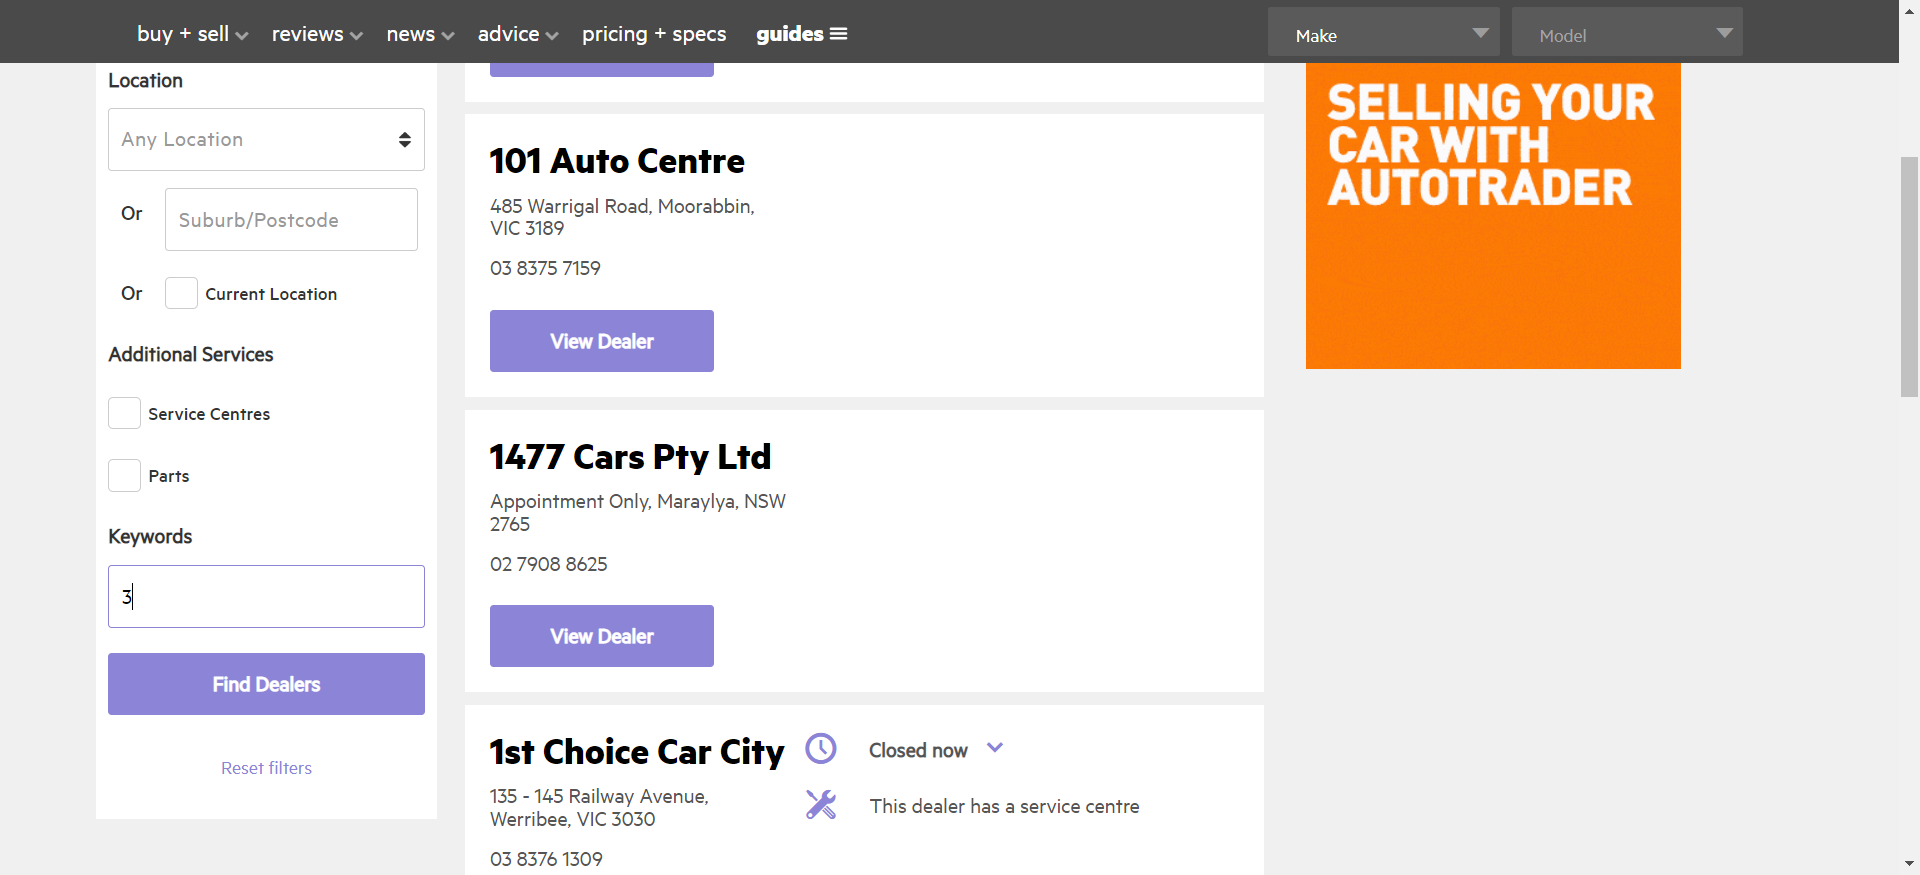 buy + sell
reviews
news
advice
pricing + specs
guides
Make
Model
Location
Any Location
Or
Suburb/Postcode
Or
Current Location
Additional Services
Service Centres
Parts
Keywords
3
Find Dealers
Reset filters
101 Auto Centre
485 Warrigal Road, Moorabbin,
VIC 3189
03 8375 7159
View Dealer
1477 Cars Pty Ltd
Appointment Only, Maraylya, NSW
2765
02 7908 8625
View Dealer
1st Choice Car City
135 - 145 Railway Avenue,
Werribee, VIC 3030
03 8376 1309
Closed now
This dealer has a service centre
SELLING YOUR
CAR WITH
AUTOTRADER